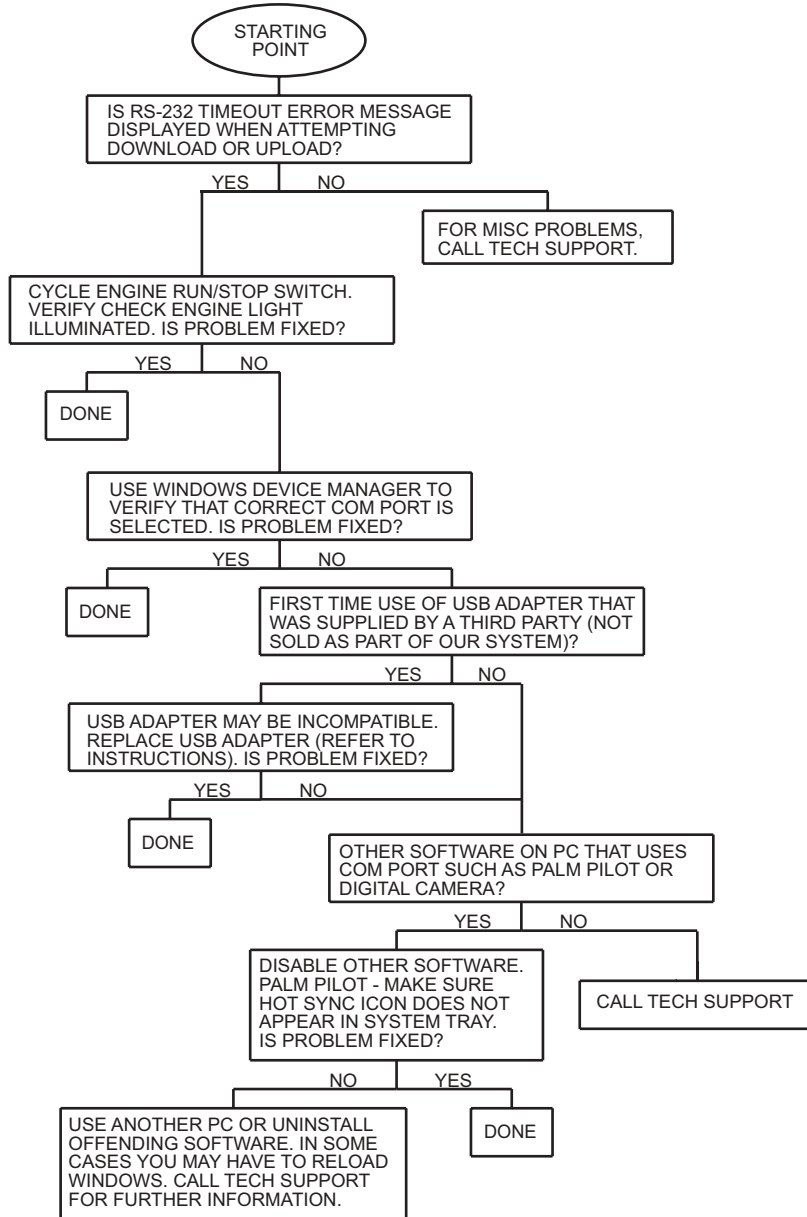 STARTING
POINT
IS RS-232 TIMEOUT ERROR MESSAGE
DISPLAYED WHEN ATTEMPTING
DOWNLOAD OR UPLOAD?
YES NO
FOR MISC PROBLEMS,
CALL TECH SUPPORT.
CYCLE ENGINE RUN/STOP SWITCH.
VERIFY CHECK ENGINE LIGHT
ILLUMINATED. IS PROBLEM FIXED?
YES NO
DONE
USE WINDOWS DEVICE MANAGER TO
VERIFY THAT CORRECT COM PORT IS
SELECTED. IS PROBLEM FIXED?
YES NO
DONE
FIRST TIME USE OF USB ADAPTER THAT
WAS SUPPLIED BY A THIRD PARTY (NOT
SOLD AS PART OF OUR SYSTEM)?
YES NO
USB ADAPTER MAY BE INCOMPATIBLE.
REPLACE USB ADAPTER (REFER TO
INSTRUCTIONS). IS PROBLEM FIXED?
YES NO
DONE
OTHER SOFTWARE ON PC THAT USES
COM PORT SUCH AS PALM PILOT OR
DIGITAL CAMERA?
YES NO
DISABLE OTHER SOFTWARE.
PALM PILOT - MAKE SURE
HOT SYNC ICON DOES NOT
APPEAR IN SYSTEM TRAY.
IS PROBLEM FIXED?
CALL TECH SUPPORT
NO YES
USE ANOTHER PC OR UNINSTALL
OFFENDING SOFTWARE. IN SOME
CASES YOU MAY HAVE TO RELOAD
WINDOWS. CALL TECH SUPPORT
FOR FURTHER INFORMATION.
DONE